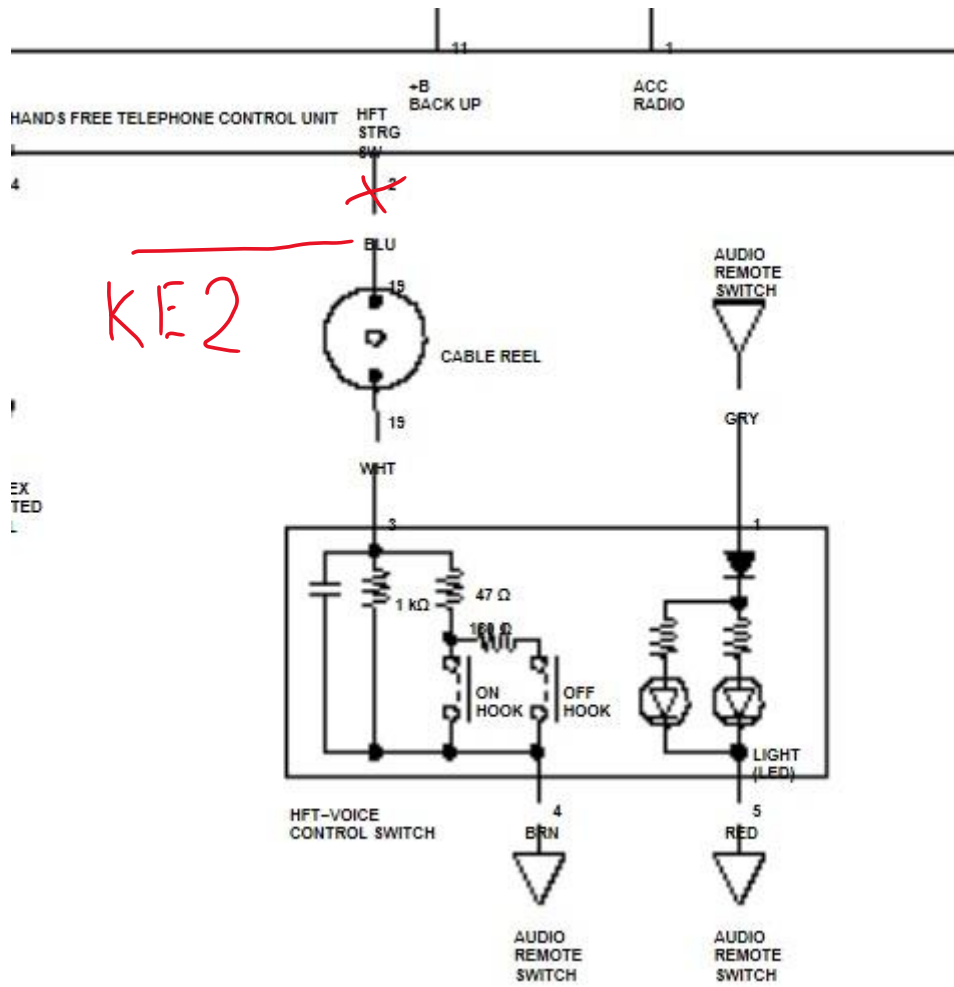 11
1
+B
BACK UP
ACC
RADIO
HANDS FREE TELEPHONE CONTROL UNIT
HFT
STRG
SW
4
2
BLU
KE2
19
CABLE REEL
AUDIO
REMOTE
SWITCH
19
GRY
WHT
EX
TED
L
3
1
1 kΩ
47 Ω
ON
HOOK
OFF
HOOK
LIGHT
(LED)
HFT-VOICE
CONTROL SWITCH
4
BRN
5
RED
AUDIO
REMOTE
SWITCH
AUDIO
REMOTE
SWITCH